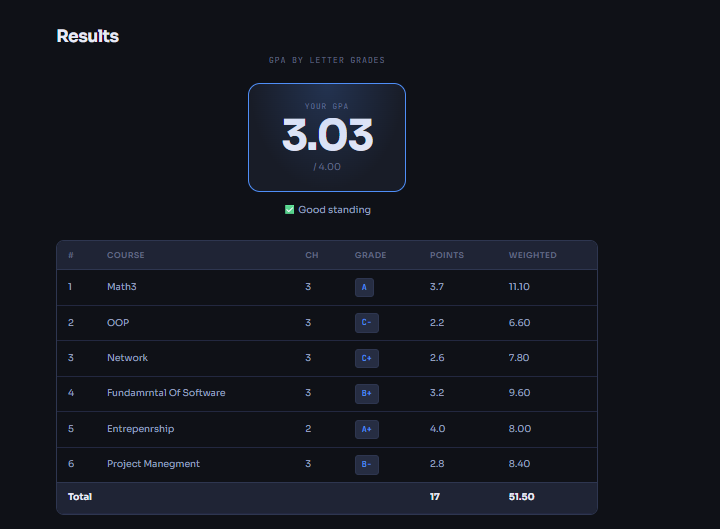 Results
GPA BY LETTER GRADES
YOUR GPA
3.03
/ 4.00
✅ Good standing
# COURSE CH GRADE POINTS WEIGHTED
1 Math3 3 A 3.7 11.10
2 OOP 3 C- 2.2 6.60
3 Network 3 C+ 2.6 7.80
4 Fundamrntal Of Software 3 B+ 3.2 9.60
5 Entrepenrship 2 A+ 4.0 8.00
6 Project Manegment 3 B- 2.8 8.40
Total 17 51.50